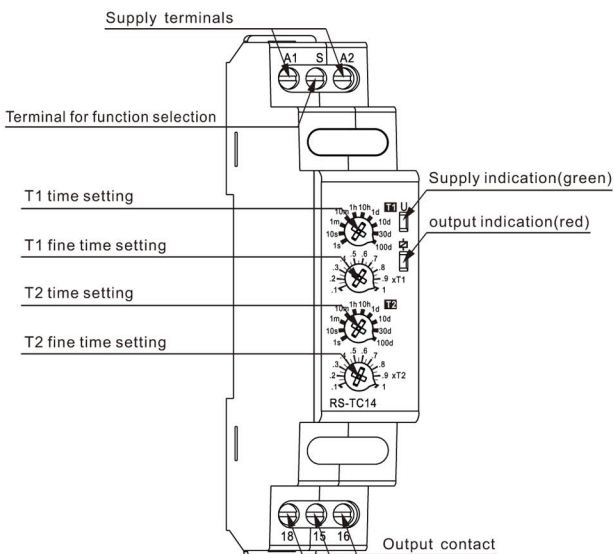 Supply terminals
A1 S A2
Terminal for function selection
Supply indication(green)
output indication(red)
T1 time setting
1s 10s 1m 10m 1h 10h 1d 10d 30d 100d
T1 U
T1 fine time setting
.1 .2 .3 .4 .5 .6 .7 .8 .9 1 xT1
T2 time setting
1s 10s 1m 10m 1h 10h 1d 10d 30d 100d
T2
T2 fine time setting
.1 .2 .3 .4 .5 .6 .7 .8 .9 1 xT2
RS-TC14
18 15 16
Output contact